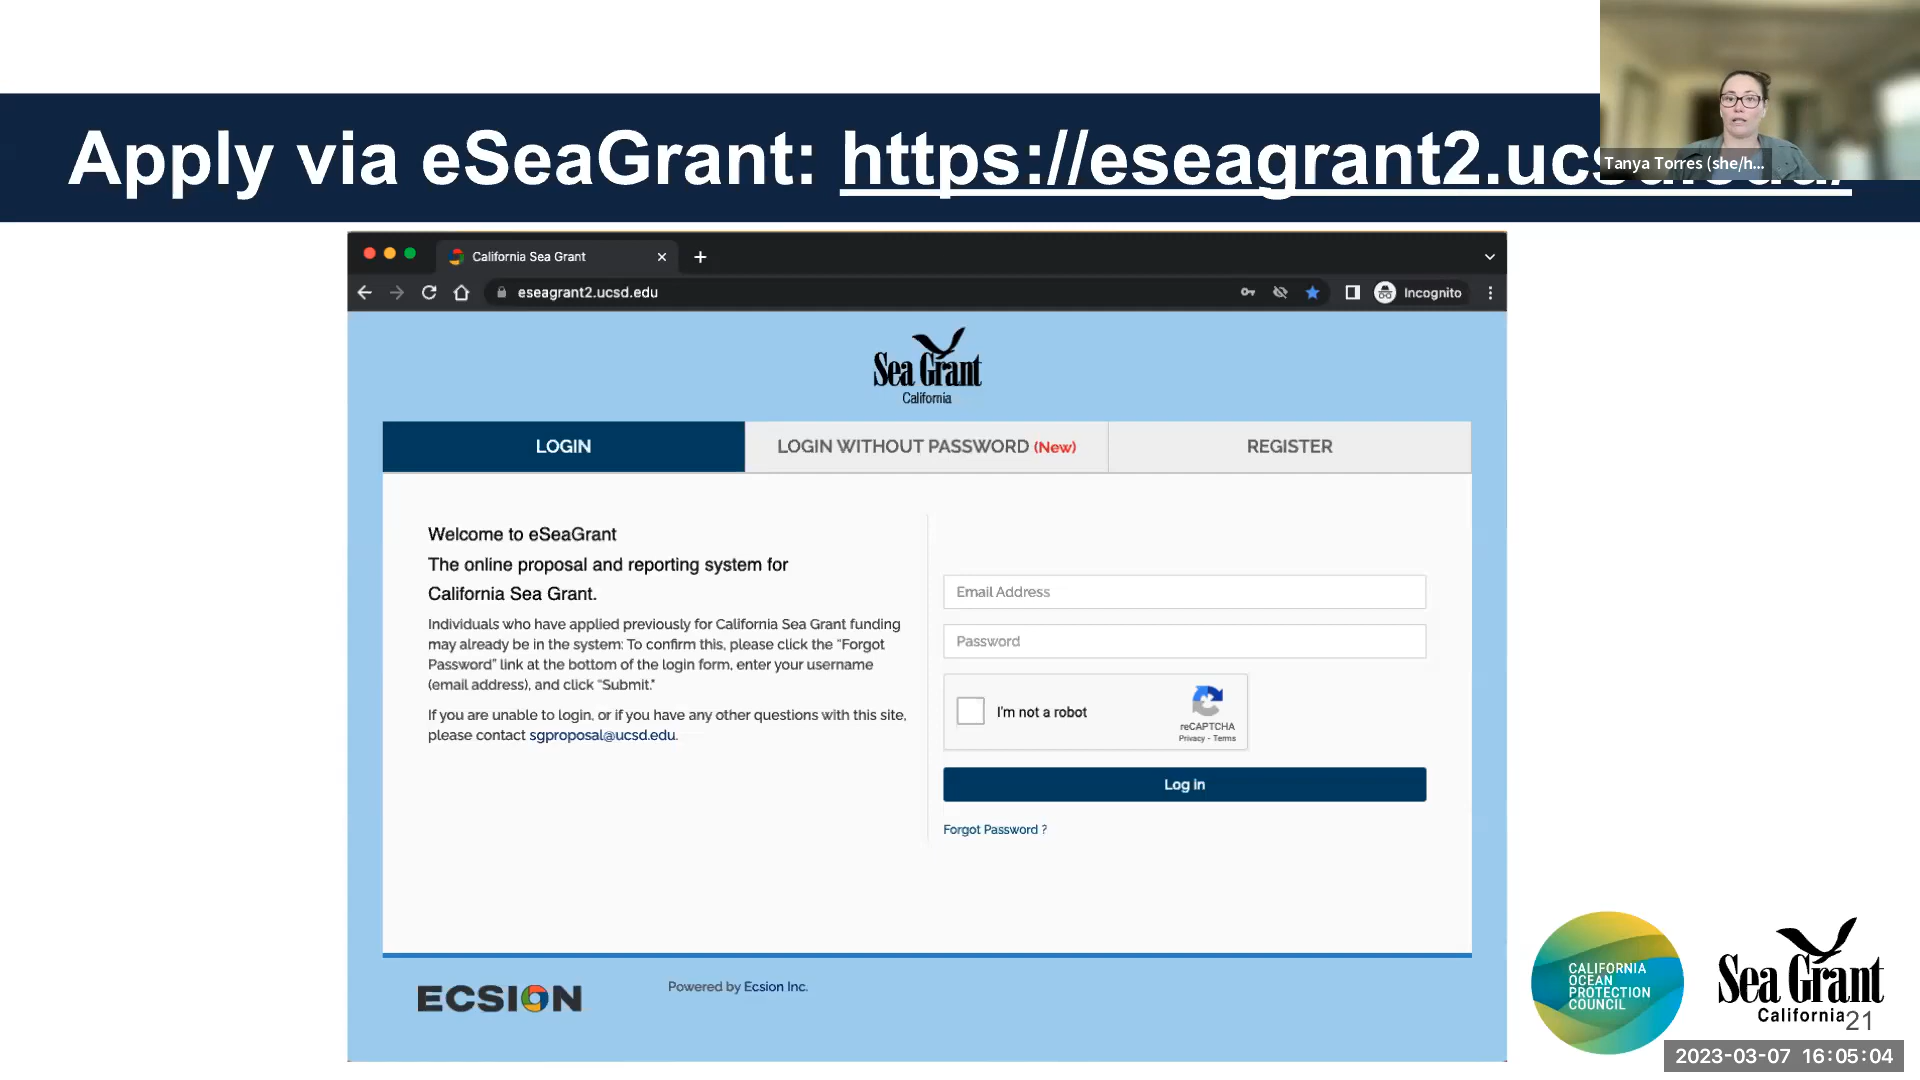 Apply via eSeaGrant: https://eseagrant2.ucsd.edu/
Tanya Torres (she/h...
California Sea Grant
eseagrant2.ucsd.edu
Incognito
Sea Grant
California
LOGIN
LOGIN WITHOUT PASSWORD (New)
REGISTER
Welcome to eSeaGrant
The online proposal and reporting system for
California Sea Grant.
Individuals who have applied previously for California Sea Grant funding
may already be in the system: To confirm this, please click the “Forgot
Password” link at the bottom of the login form, enter your username
(email address), and click “Submit.”
If you are unable to login, or if you have any other questions with this site,
please contact sgproposal@ucsd.edu.
Email Address
Password
I'm not a robot
reCAPTCHA
Privacy - Terms
Log in
Forgot Password ?
ECSION
Powered by Ecsion Inc.
CALIFORNIA
OCEAN
PROTECTION
COUNCIL
Sea Grant
California
21
2023-03-07 16:05:04